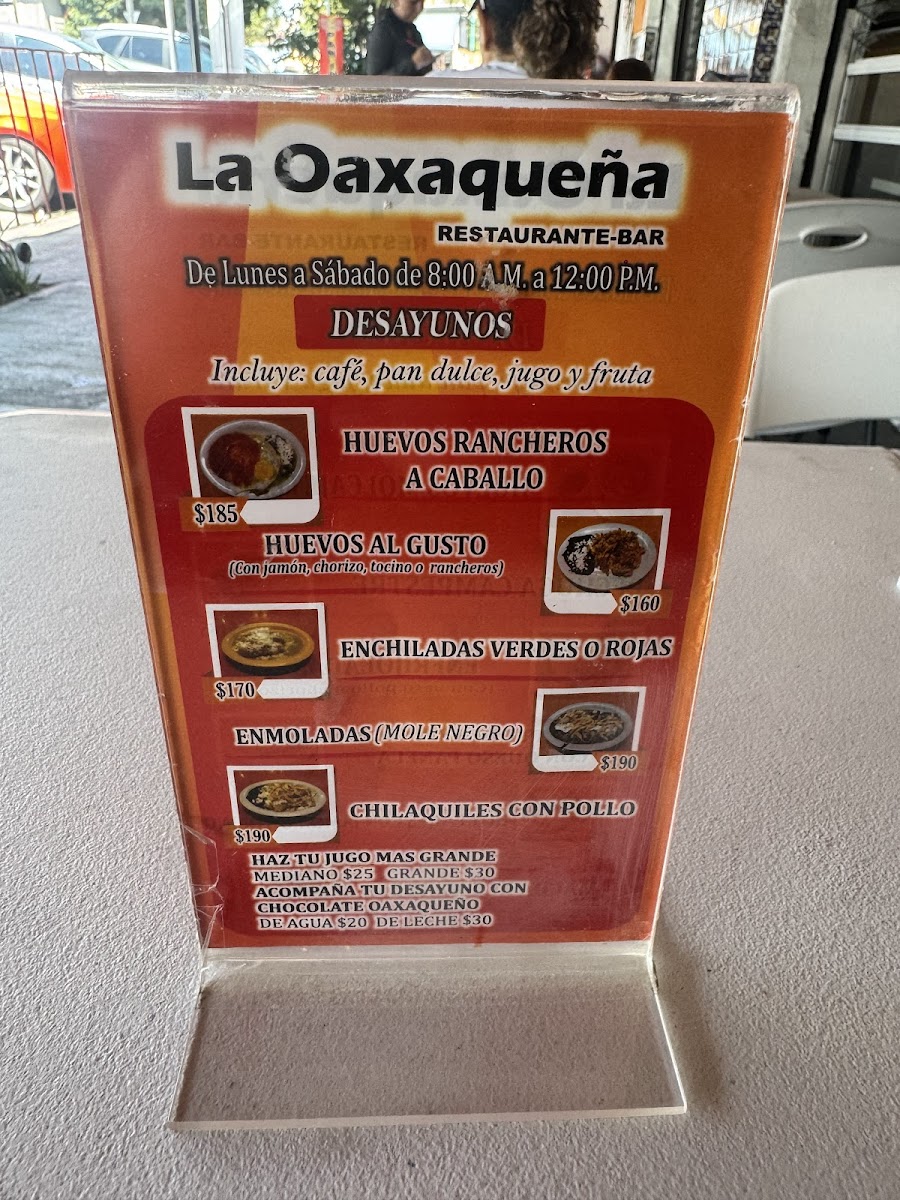 La Oaxaqueña
RESTAURANTE-BAR
De Lunes a Sábado de 8:00 A.M. a 12:00 P.M.
DESAYUNOS
Incluye: café, pan dulce, jugo y fruta
HUEVOS RANCHEROS
A CABALLO
$185
HUEVOS AL GUSTO
(Con jamón, chorizo, tocino o rancheros)
$160
ENCHILADAS VERDES O ROJAS
$170
ENMOLADAS (MOLE NEGRO)
$190
CHILAQUILES CON POLLO
$190
HAZ TU JUGO MAS GRANDE
MEDIANO $25 GRANDE $30
ACOMPAÑA TU DESAYUNO CON
CHOCOLATE OAXAQUEÑO
DE AGUA $20 DE LECHE $30